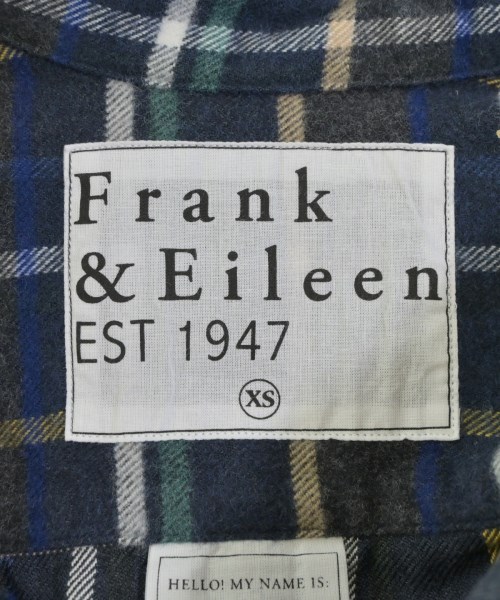 Frank
& Eileen
EST 1947
XS
HELLO! MY NAME IS: